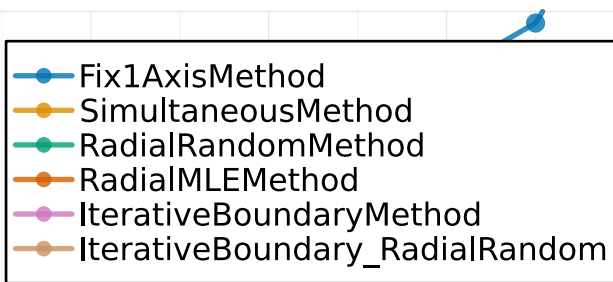 Fix1AxisMethod
SimultaneousMethod
RadialRandomMethod
RadialMLEMethod
IterativeBoundaryMethod
IterativeBoundary_RadialRandom